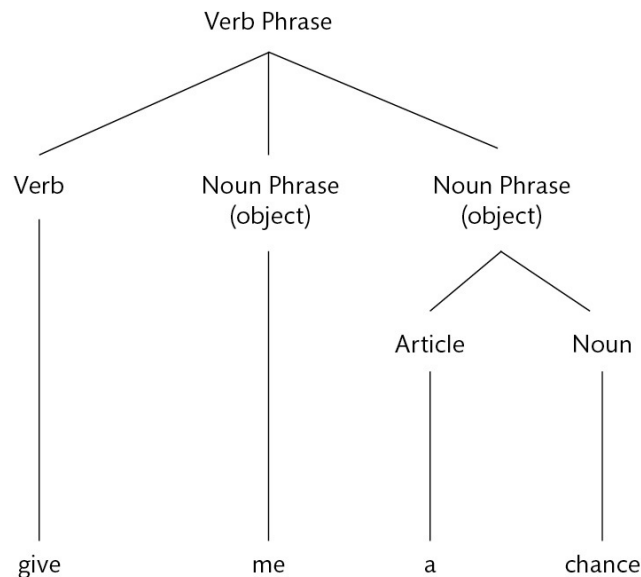 Verb Phrase
Verb
Noun Phrase
(object)
Noun Phrase
(object)
Article
Noun
give
me
a
chance